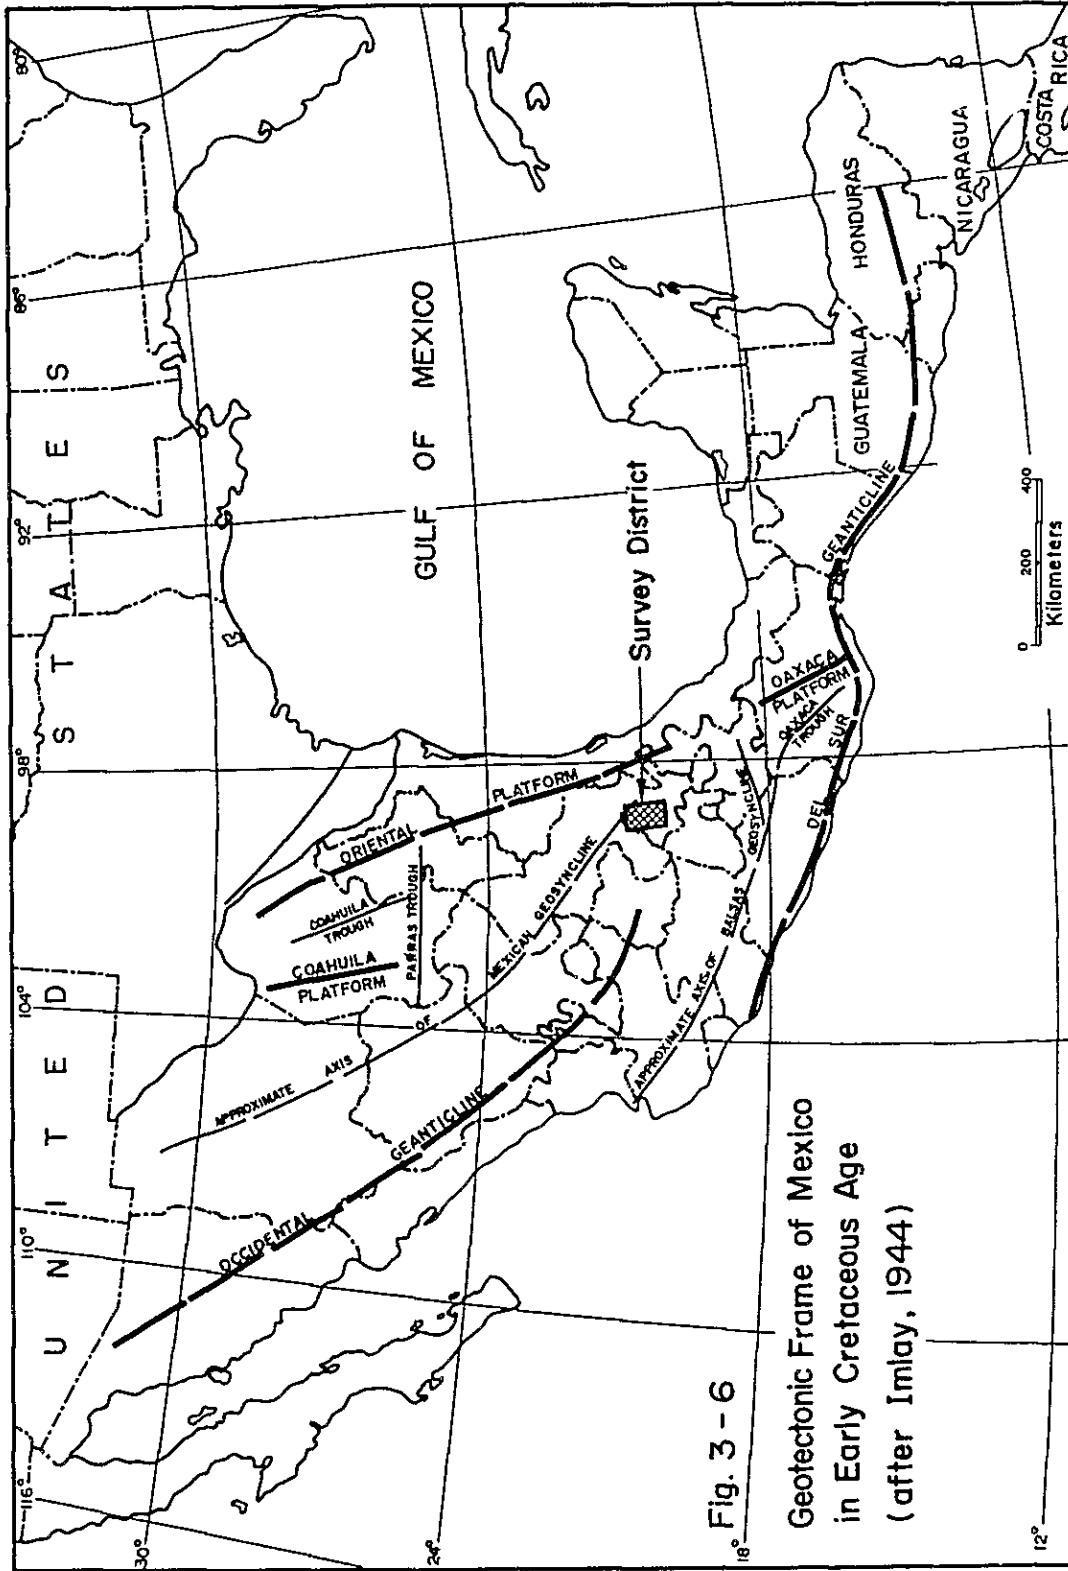 116°
110°
104°
98°
92°
86°
80°
30°
24°
18°
12°
UNITED STATES
GULF OF MEXICO
Survey District
OCCIDENTAL GEANTICLINE
APPROXIMATE AXIS OF MEXICAN GEOSYNCLINE
COAHUILA
PLATFORM
COAHUILA
TROUGH
PARRAS TROUGH
ORIENTAL PLATFORM
APPROXIMATE AXIS OF BALSAS GEOSYNCLINE
OAXACA
PLATFORM
OAXACA
TROUGH
DEL SUR GEANTICLINE
GUATEMALA
HONDURAS
NICARAGUA
COSTA
RICA
0 200 400
Kilometers
Fig. 3-6
Geotectonic Frame of Mexico
in Early Cretaceous Age
(after Imlay, 1944)